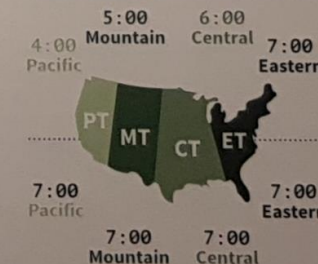 5:00
Mountain
6:00
Central
4:00
Pacific
7:00
Eastern
PT
MT
CT
ET
7:00
Pacific
7:00
Eastern
7:00
Mountain
7:00
Central